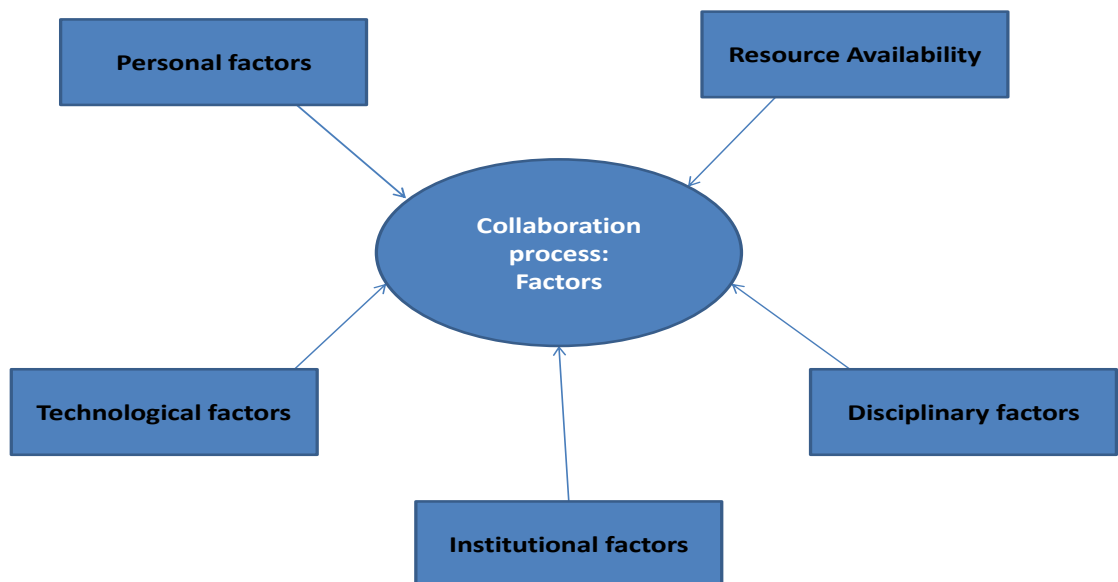 Personal factors
Resource Availability
Collaboration
process:
Factors
Technological factors
Disciplinary factors
Institutional factors